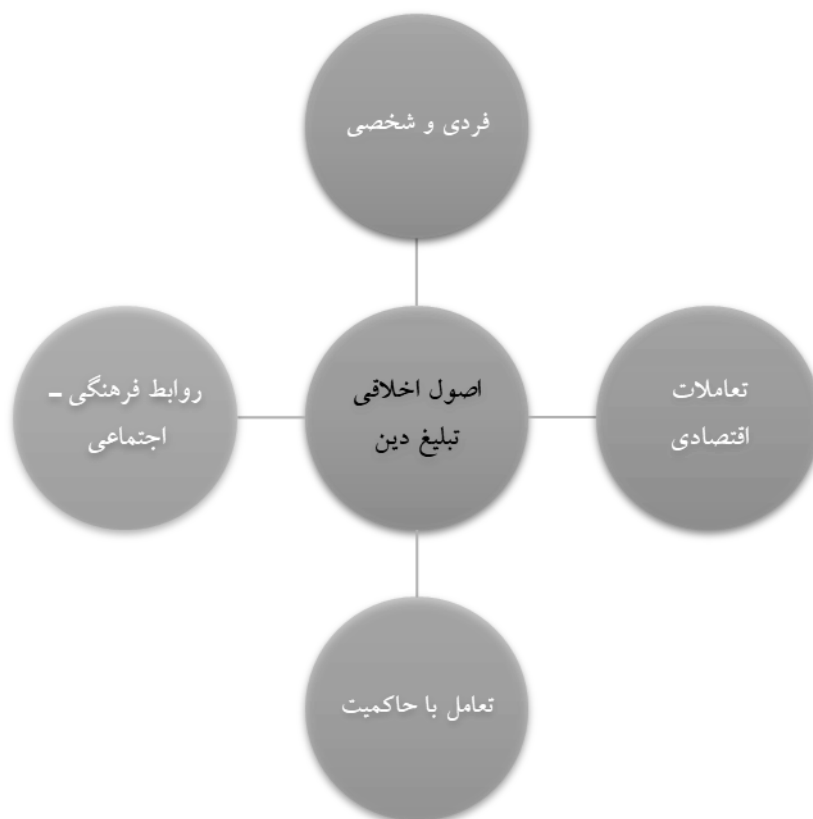 فردی و شخصی
تعاملات
اقتصادی
اصول اخلاقی
تبلیغ دین
روابط فرهنگی ـ
اجتماعی
تعامل با حاکمیت